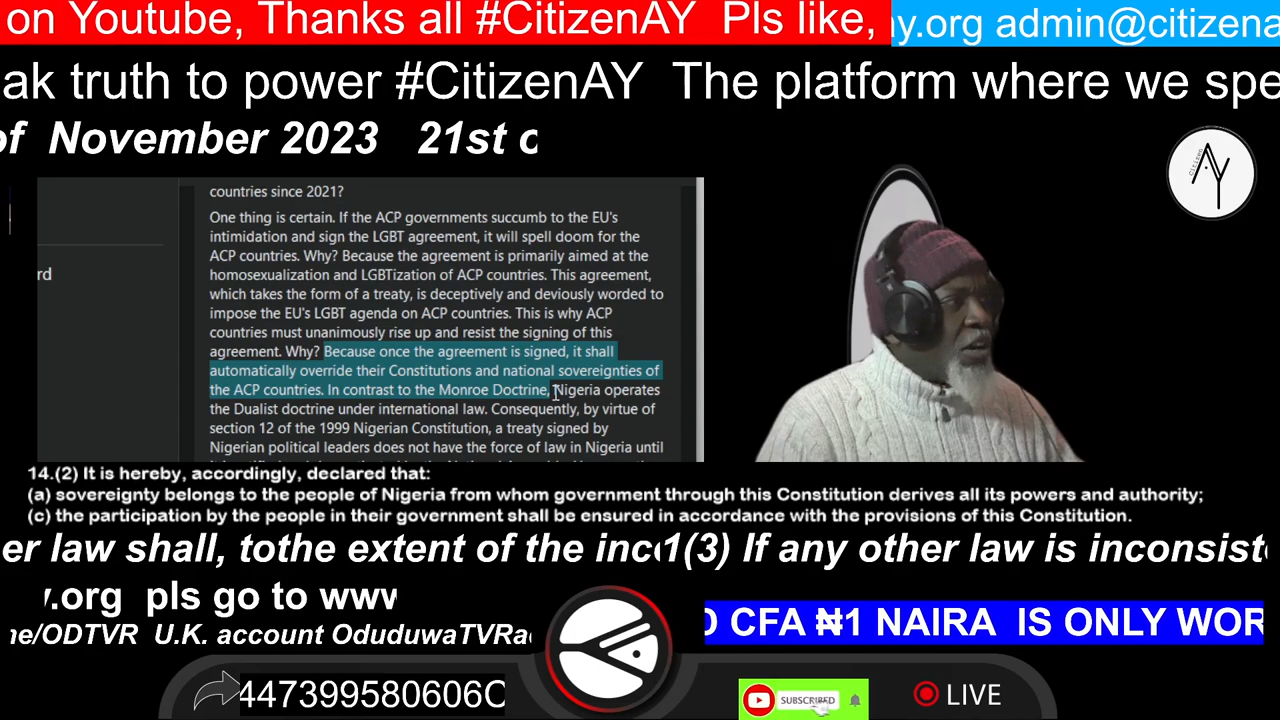 on Youtube, Thanks all #CitizenAY Pls like,
y.org admin@citizena
ak truth to power #CitizenAY The platform where we spe
of November 2023 21st
Citizen AY
countries since 2021?
One thing is certain. If the ACP governments succumb to the EU's
intimidation and sign the LGBT agreement, it will spell doom for the
ACP countries. Why? Because the agreement is primarily aimed at the
homosexualization and LGBTization of ACP countries. This agreement,
which takes the form of a treaty, is deceptively and deviously worded to
impose the EU's LGBT agenda on ACP countries. This is why ACP
countries must unanimously rise up and resist the signing of this
agreement. Why? Because once the agreement is signed, it shall
automatically override their Constitutions and national sovereignties of
the ACP countries. In contrast to the Monroe Doctrine, Nigeria operates
the Dualist doctrine under international law. Consequently, by virtue of
section 12 of the 1999 Nigerian Constitution, a treaty signed by
Nigerian political leaders does not have the force of law in Nigeria until
rd
14.(2) It is hereby, accordingly, declared that:
(a) sovereignty belongs to the people of Nigeria from whom government through this Constitution derives all its powers and authority;
(c) the participation by the people in their government shall be ensured in accordance with the provisions of this Constitution.
er law shall, tothe extent of the inc
1(3) If any other law is inconsist
.org pls go to www
me/ODTVR U.K. account OduduwaTVRa
CFA ₦1 NAIRA IS ONLY WOR
447399580606
SUBSCRIBED
LIVE